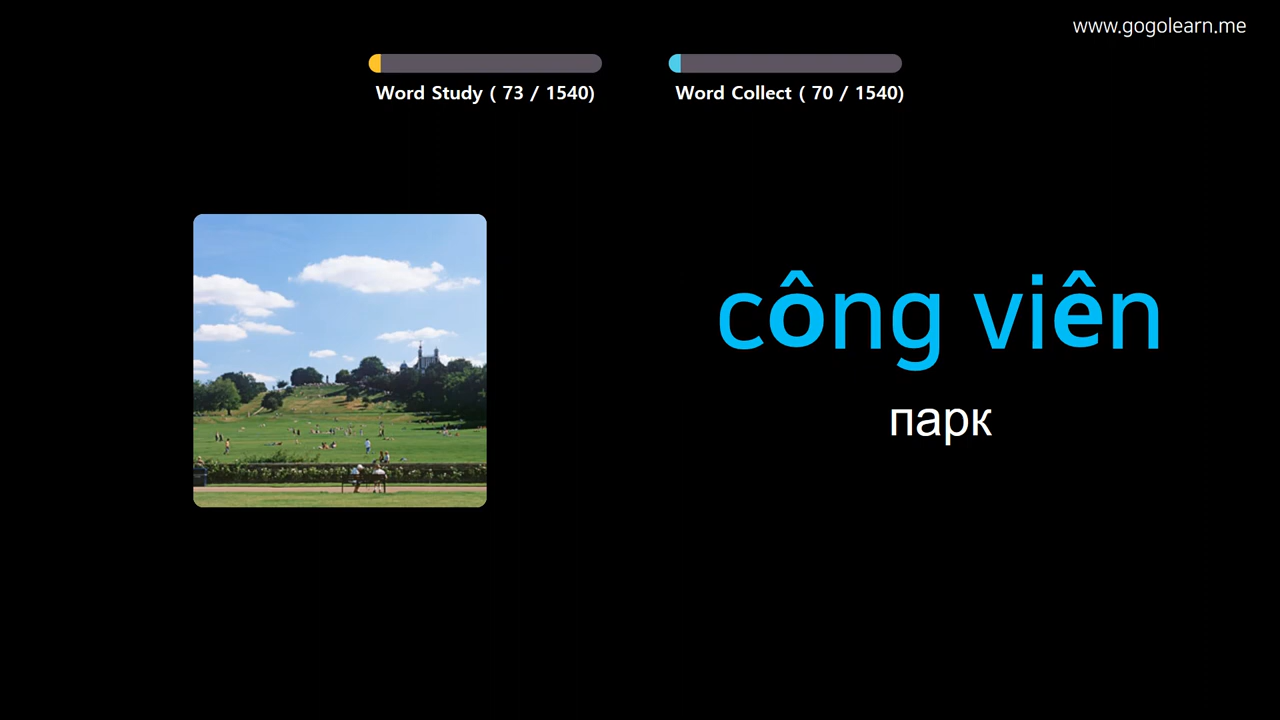 www.gogolearn.me
Word Study ( 73 / 1540)
Word Collect ( 70 / 1540)
công viên
парк